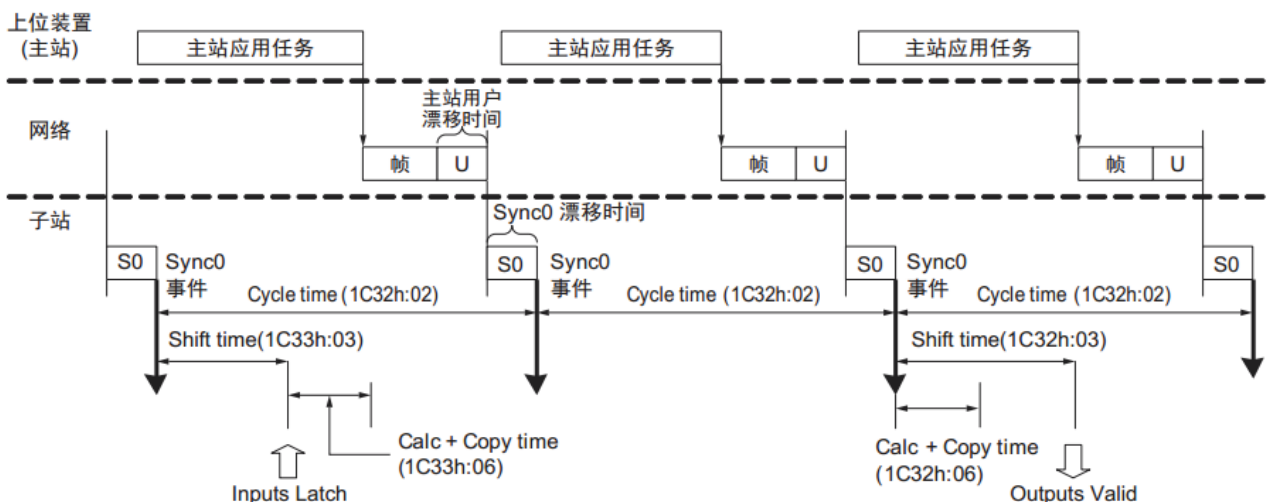 上位装置
(主站)
主站应用任务
主站应用任务
主站应用任务
网络
主站用户
漂移时间
帧
U
帧
U
帧
U
子站
Sync0 漂移时间
S0
Sync0
事件
S0
Sync0
事件
S0
Sync0
事件
S0
Cycle time (1C32h:02)
Cycle time (1C32h:02)
Cycle time (1C32h:02)
Shift time(1C33h:03)
Shift time(1C32h:03)
Calc + Copy time
(1C33h:06)
Calc + Copy time
(1C32h:06)
Inputs Latch
Outputs Valid